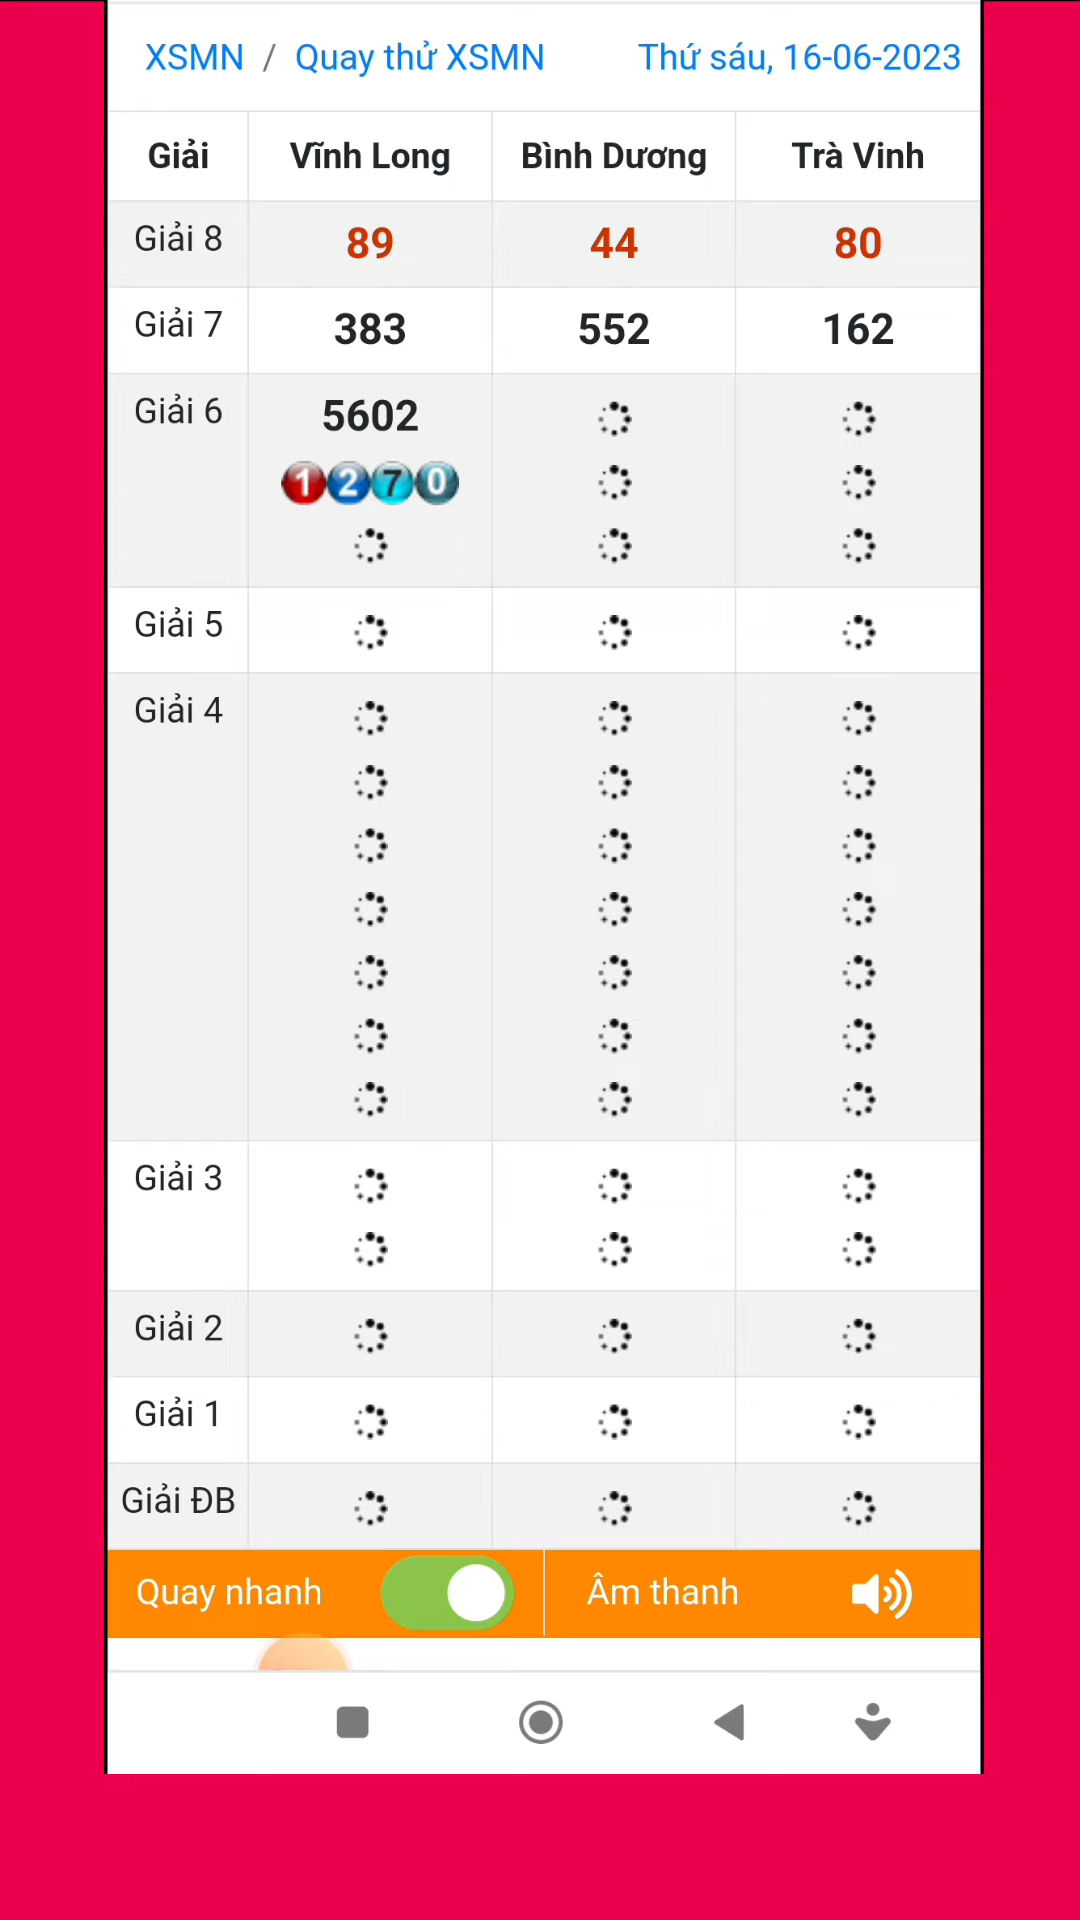 XSMN / Quay thử XSMN Thứ sáu, 16-06-2023
Giải Vĩnh Long Bình Dương Trà Vinh
Giải 8 89 44 80
Giải 7 383 552 162
Giải 6 5602
1270
Giải 5
Giải 4
Giải 3
Giải 2
Giải 1
Giải ĐB
Quay nhanh Âm thanh